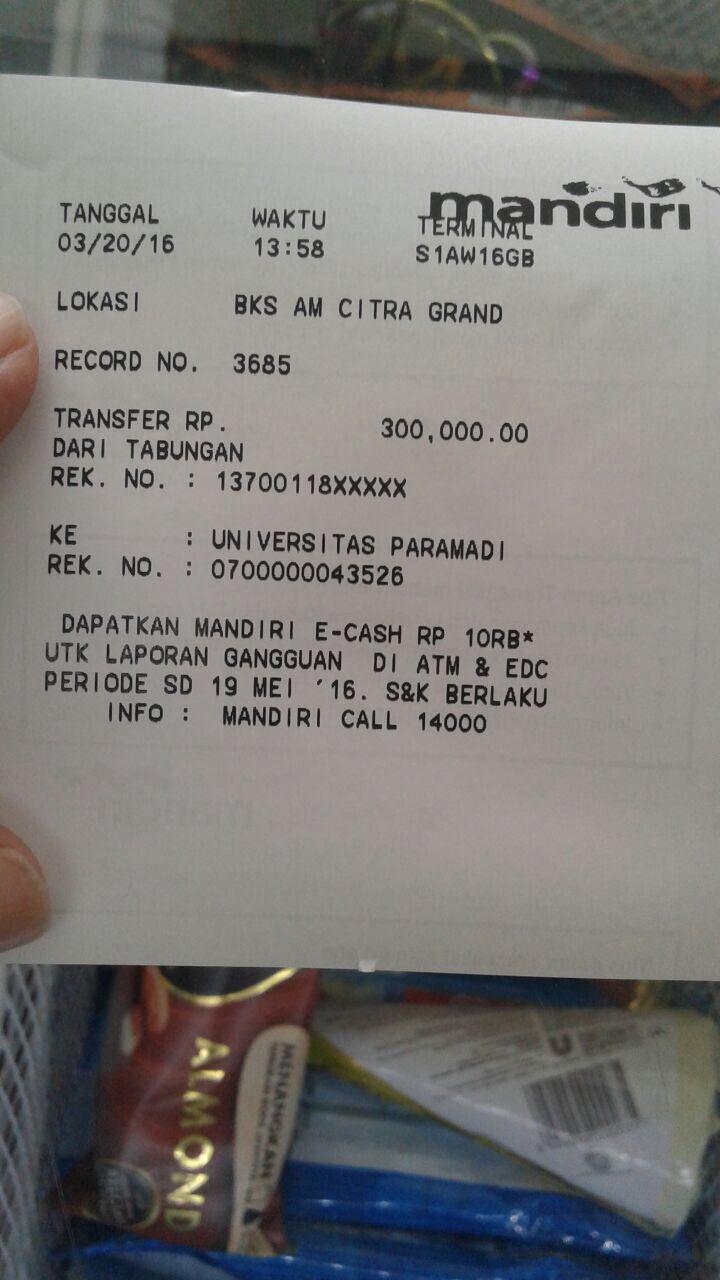 mandiri
TANGGAL WAKTU TERMINAL
03/20/16 13:58 S1AW16GB
LOKASI BKS AM CITRA GRAND
RECORD NO. 3685
TRANSFER RP. 300,000.00
DARI TABUNGAN
REK. NO. : 13700118XXXXX
KE : UNIVERSITAS PARAMADI
REK. NO. : 0700000043526
DAPATKAN MANDIRI E-CASH RP 10RB*
UTK LAPORAN GANGGUAN DI ATM & EDC
PERIODE SD 19 MEI '16. S&K BERLAKU
INFO : MANDIRI CALL 14000
ALMOND
MENANGKAN